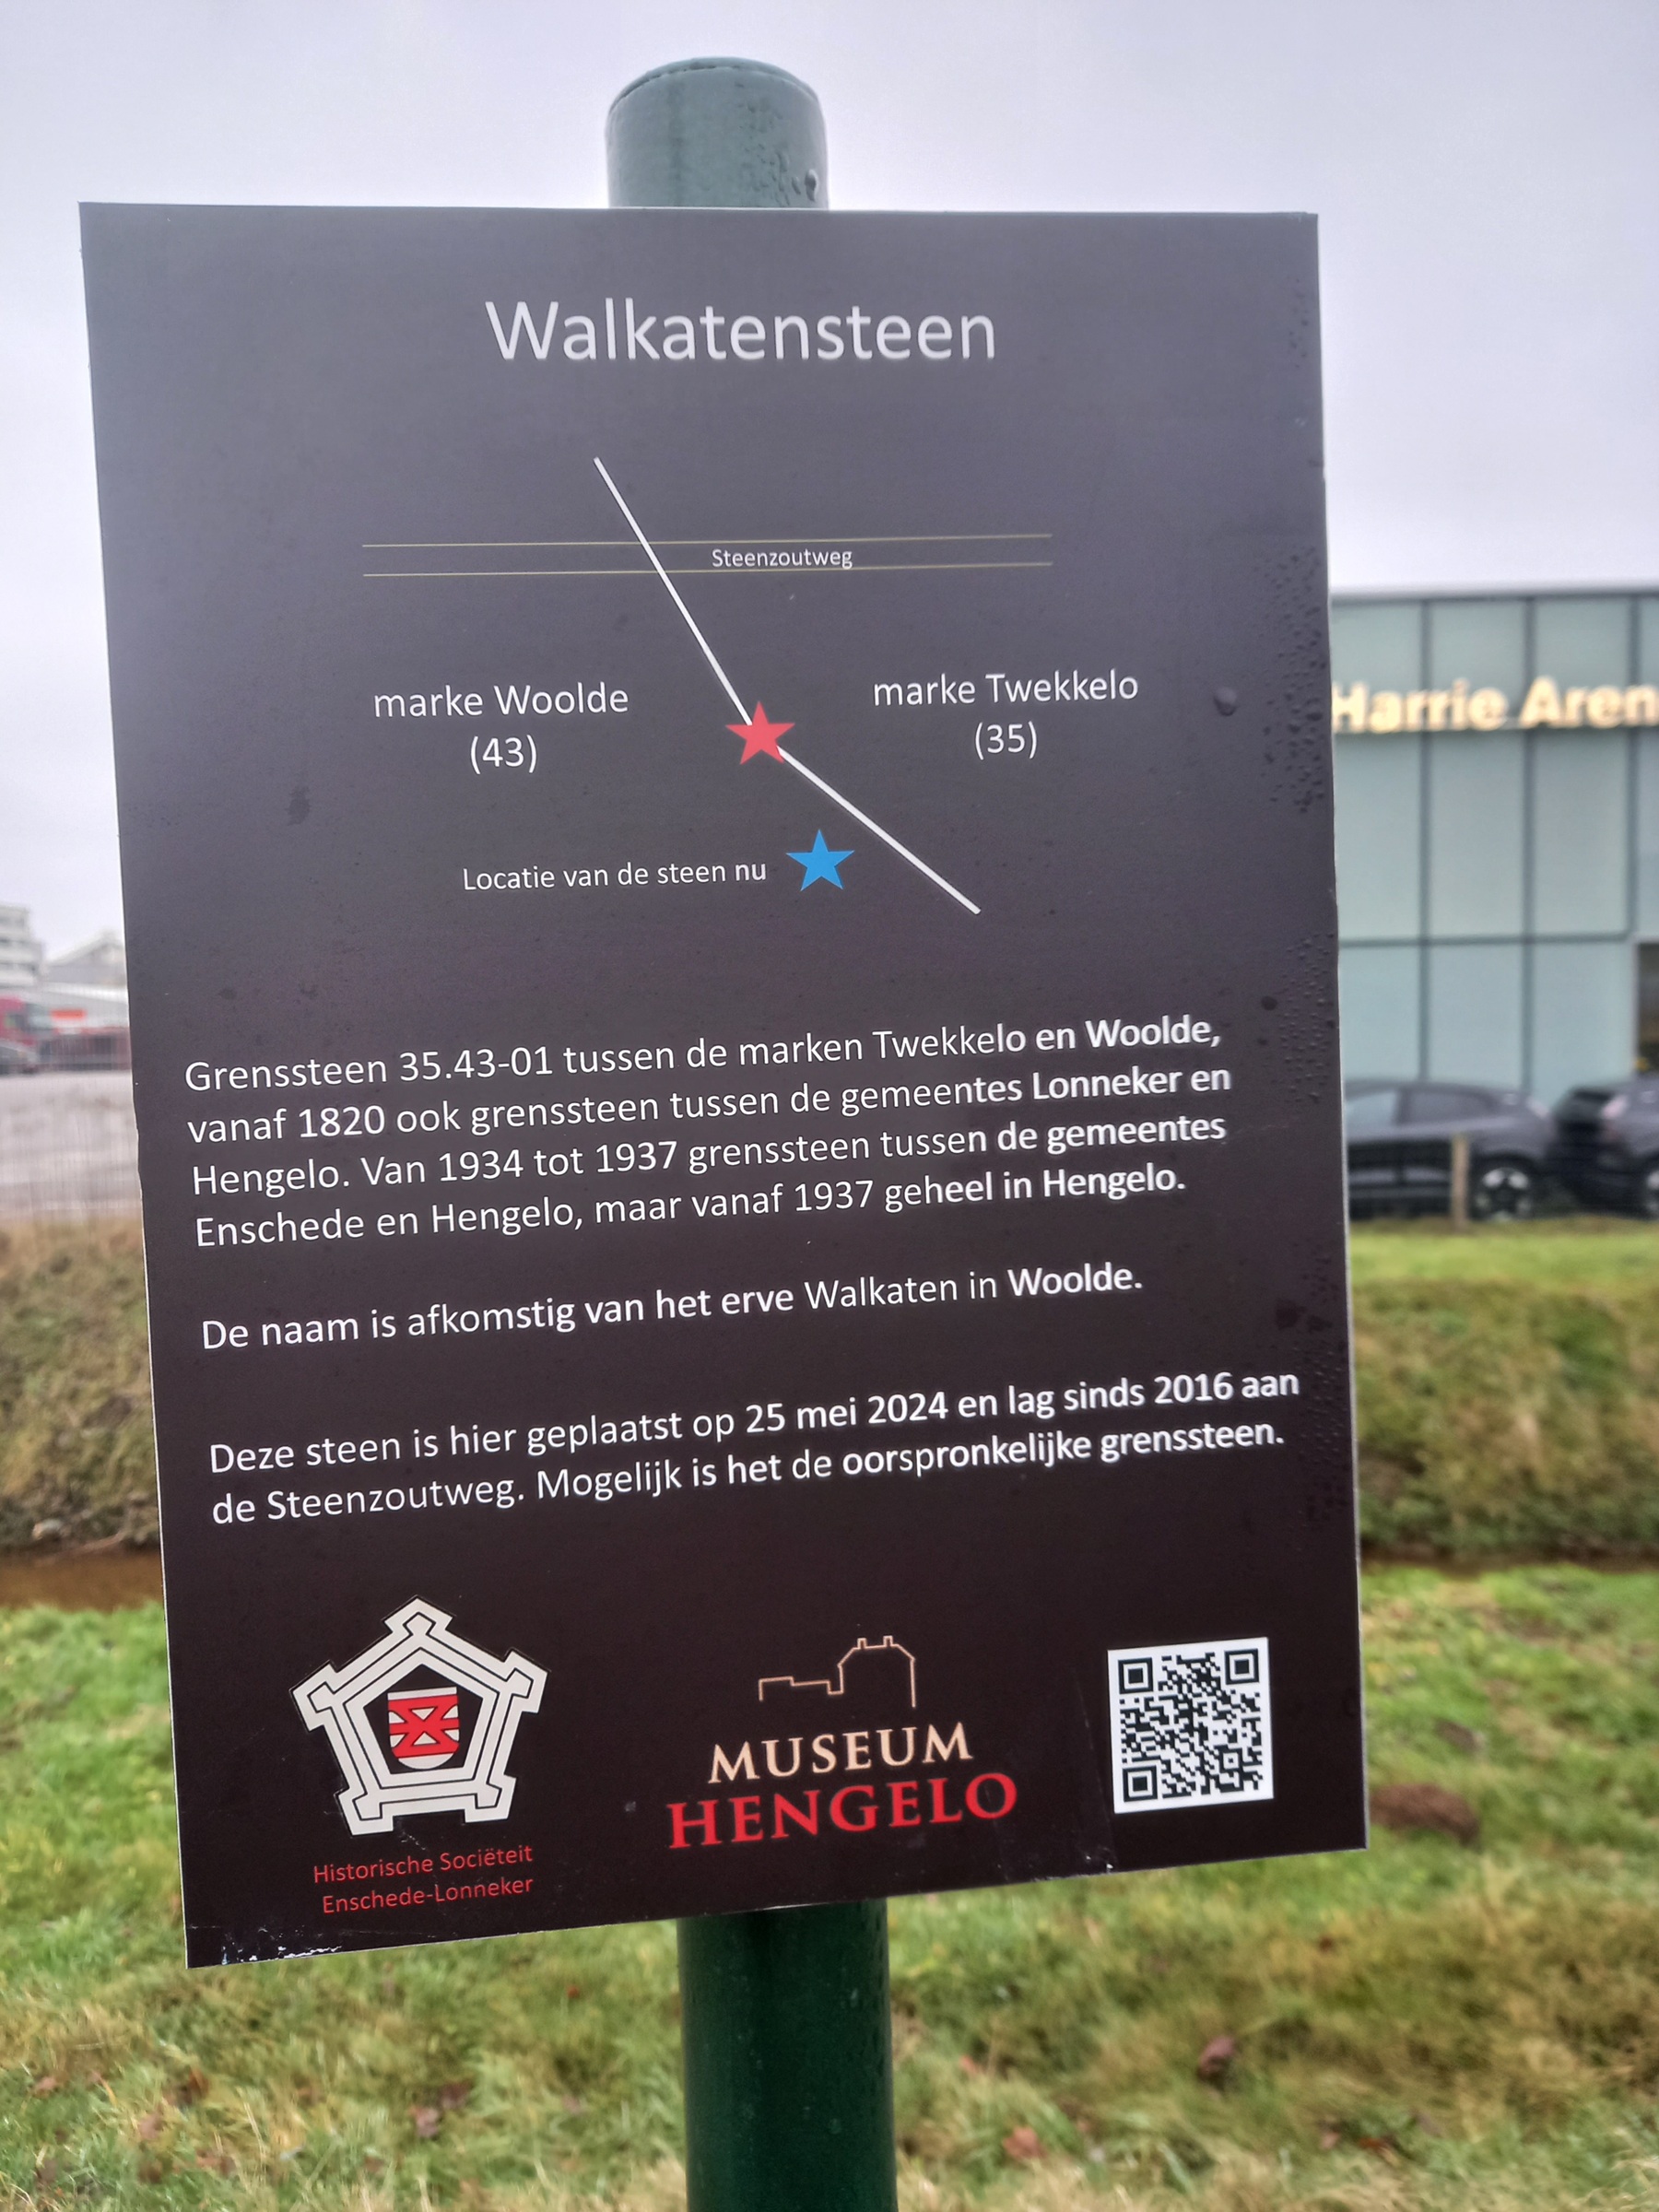 Walkatensteen
Steenzoutweg
marke Woolde
(43)
marke Twekkelo
(35)
Locatie van de steen nu
Harrie Aren
Grenssteen 35.43-01 tussen de marken Twekkelo en Woolde,
vanaf 1820 ook grenssteen tussen de gemeentes Lonneker en
Hengelo. Van 1934 tot 1937 grenssteen tussen de gemeentes
Enschede en Hengelo, maar vanaf 1937 geheel in Hengelo.
De naam is afkomstig van het erve Walkaten in Woolde.
Deze steen is hier geplaatst op 25 mei 2024 en lag sinds 2016 aan
de Steenzoutweg. Mogelijk is het de oorspronkelijke grenssteen.
Historische Sociëteit
Enschede-Lonneker
MUSEUM
HENGELO